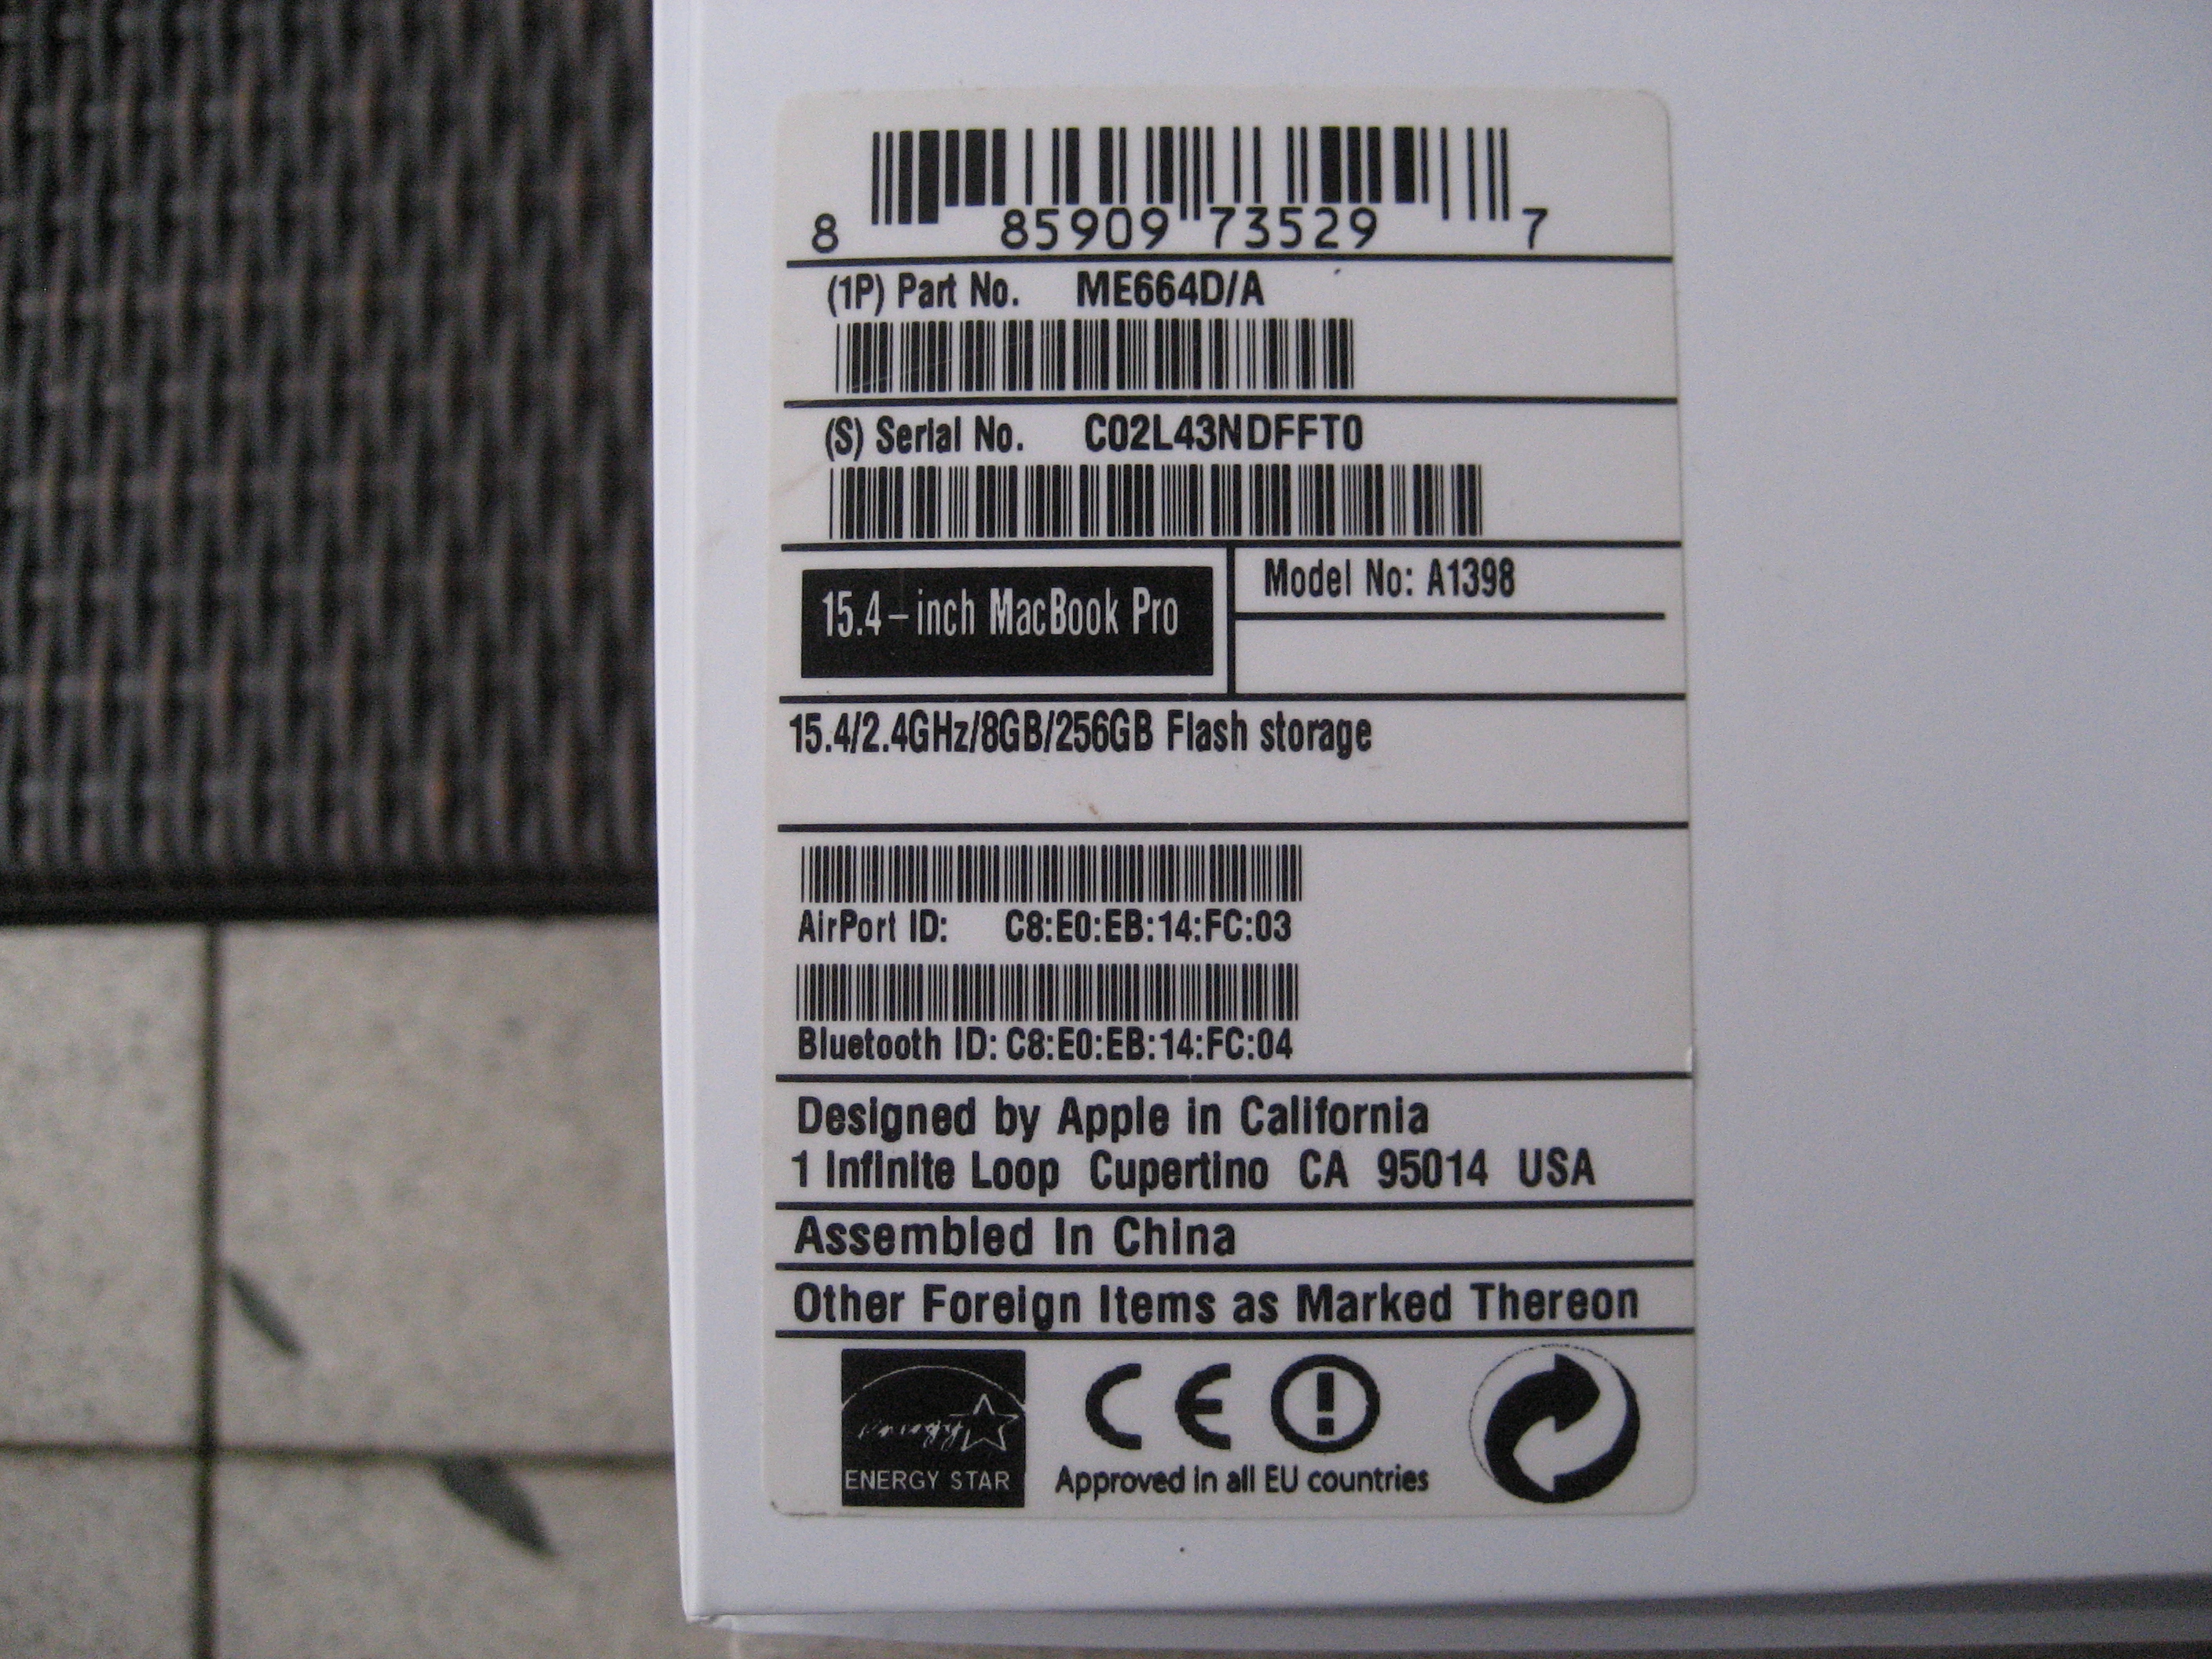 8 85909 73529 7
(1P) Part No. ME664D/A
(S) Serial No. C02L43NDFFT0
15.4-inch MacBook Pro
Model No: A1398
15.4/2.4GHz/8GB/256GB Flash storage
AirPort ID: C8:E0:EB:14:FC:03
Bluetooth ID: C8:E0:EB:14:FC:04
Designed by Apple in California
1 Infinite Loop Cupertino CA 95014 USA
Assembled In China
Other Foreign Items as Marked Thereon
ENERGY STAR
CE
Approved in all EU countries